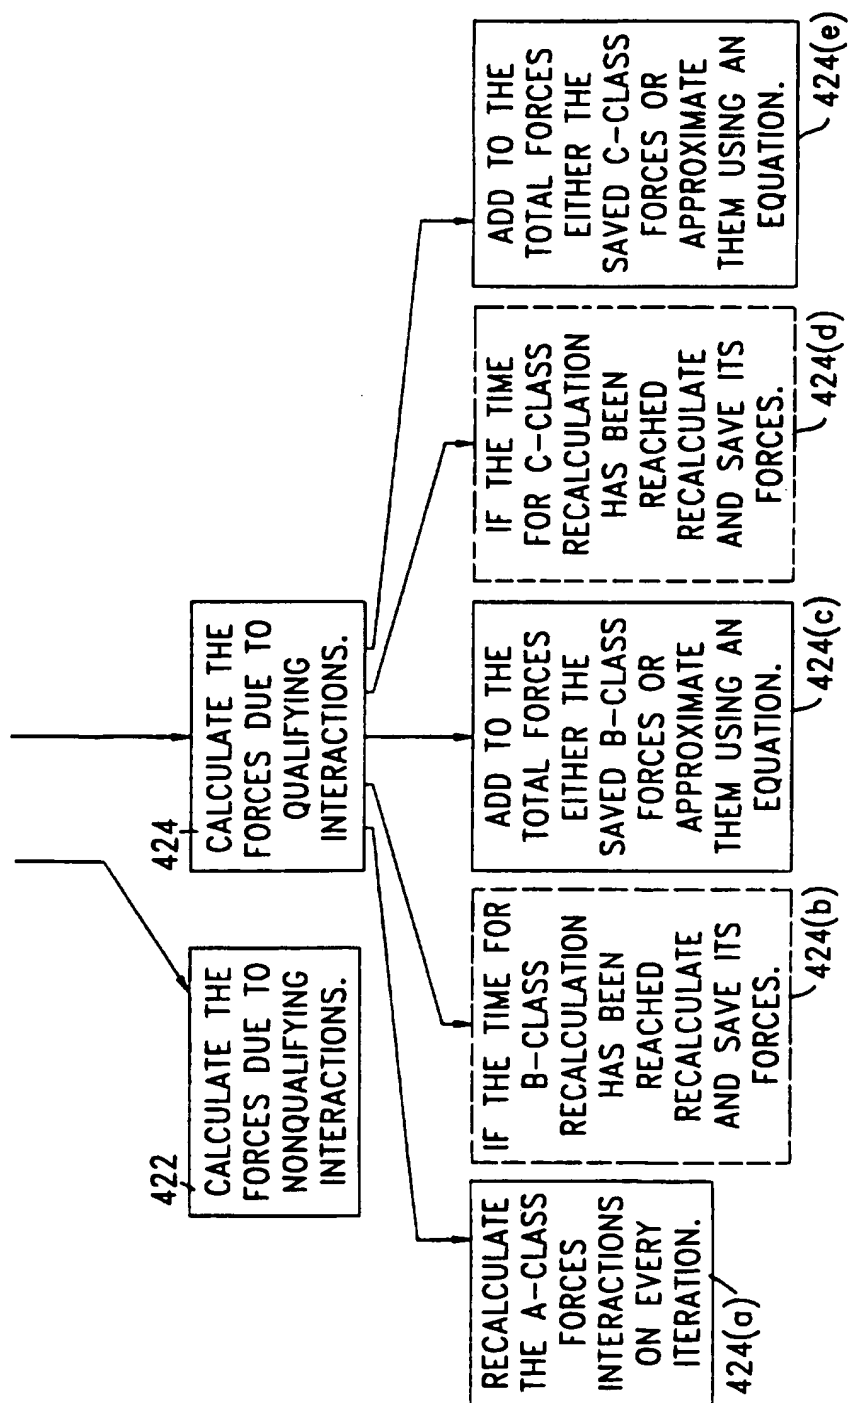 422
CALCULATE THE
FORCES DUE TO
NONQUALIFYING
INTERACTIONS.
424
CALCULATE THE
FORCES DUE TO
QUALIFYING
INTERACTIONS.
RECALCULATE
THE A-CLASS
FORCES
INTERACTIONS
ON EVERY
ITERATION.
424(a)
IF THE TIME FOR
B-CLASS
RECALCULATION
HAS BEEN
REACHED
RECALCULATE
AND SAVE ITS
FORCES.
424(b)
ADD TO THE
TOTAL FORCES
EITHER THE
SAVED B-CLASS
FORCES OR
APPROXIMATE
THEM USING AN
EQUATION.
424(c)
IF THE TIME
FOR C-CLASS
RECALCULATION
HAS BEEN
REACHED
RECALCULATE
AND SAVE ITS
FORCES.
424(d)
ADD TO THE
TOTAL FORCES
EITHER THE
SAVED C-CLASS
FORCES OR
APPROXIMATE
THEM USING AN
EQUATION.
424(e)